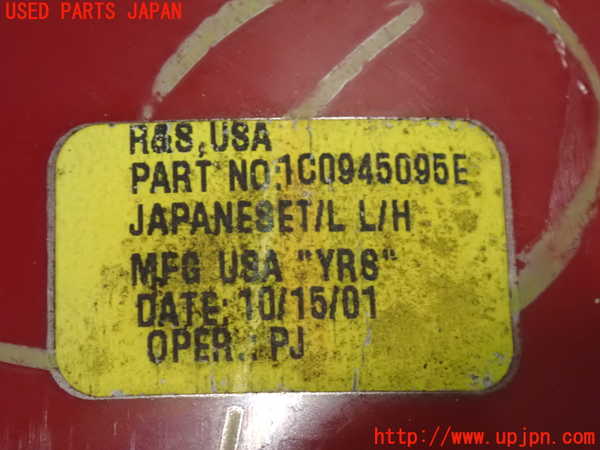 USED PARTS JAPAN
R&S, USA
PART NO:1C0945095E
JAPANESET/L L/H
MFG USA "YRS"
DATE: 10/15/01
OPER.: PJ
http://www.upjpn.com/